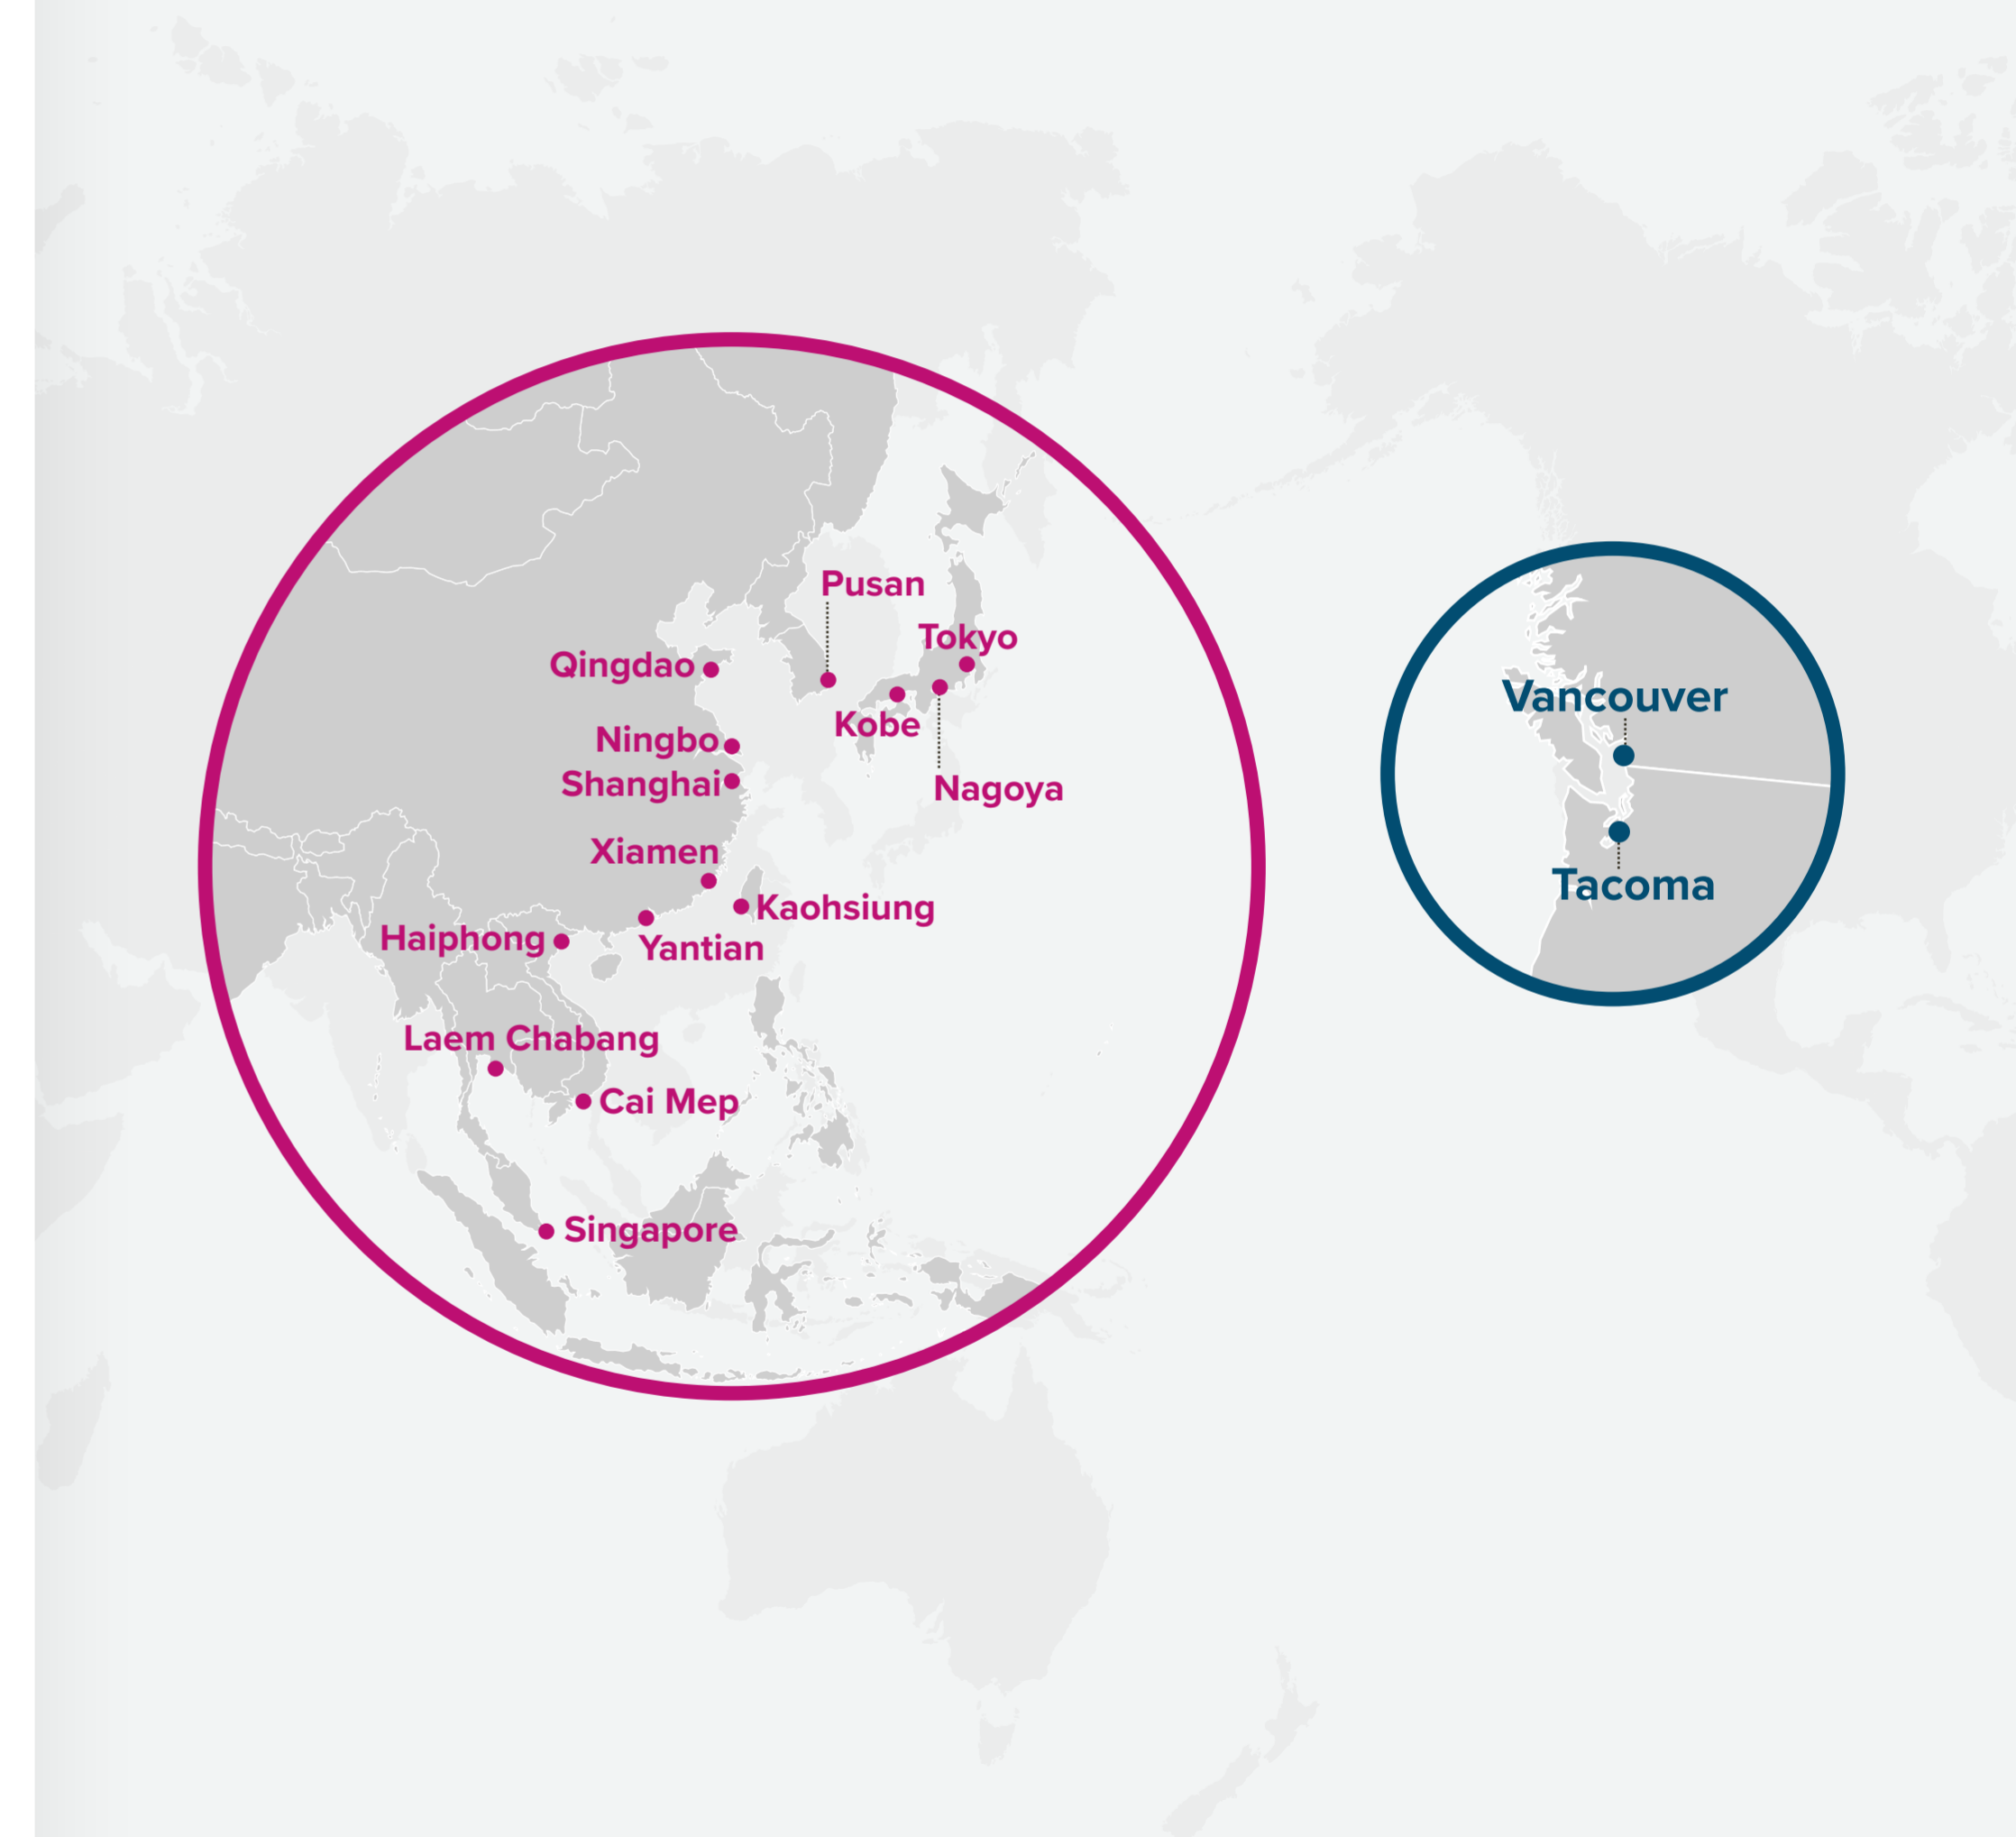 Pusan
Tokyo
Qingdao
Kobe
Ningbo
Shanghai
Nagoya
Xiamen
Kaohsiung
Haiphong
Yantian
Laem Chabang
Cai Mep
Singapore
Vancouver
Tacoma